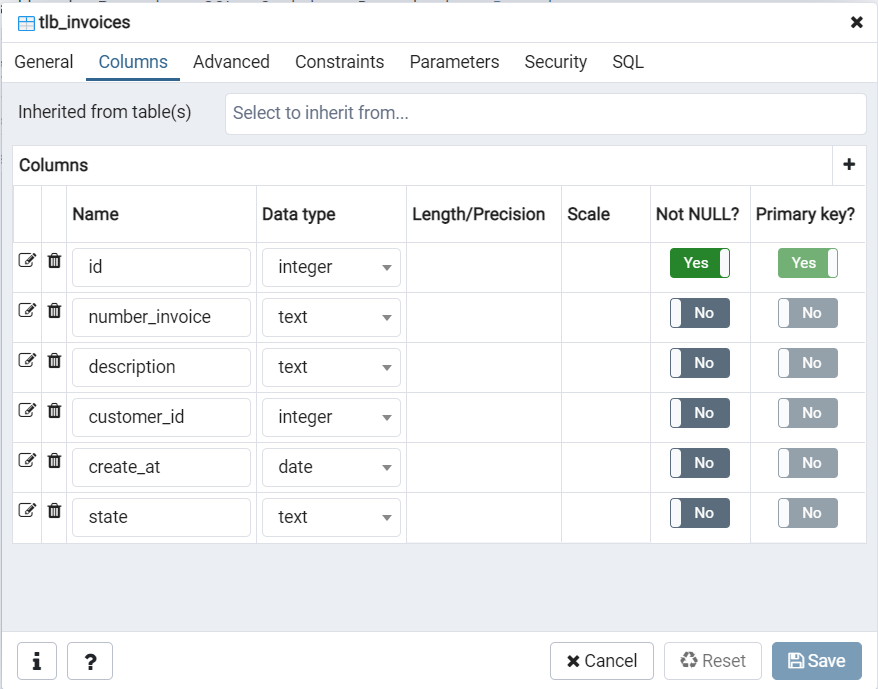 tlb_invoices
General Columns Advanced Constraints Parameters Security SQL
Inherited from table(s) Select to inherit from...
Columns
Name Data type Length/Precision Scale Not NULL? Primary key?
id integer Yes Yes
number_invoice text No No
description text No No
customer_id integer No No
create_at date No No
state text No No
Cancel Reset Save